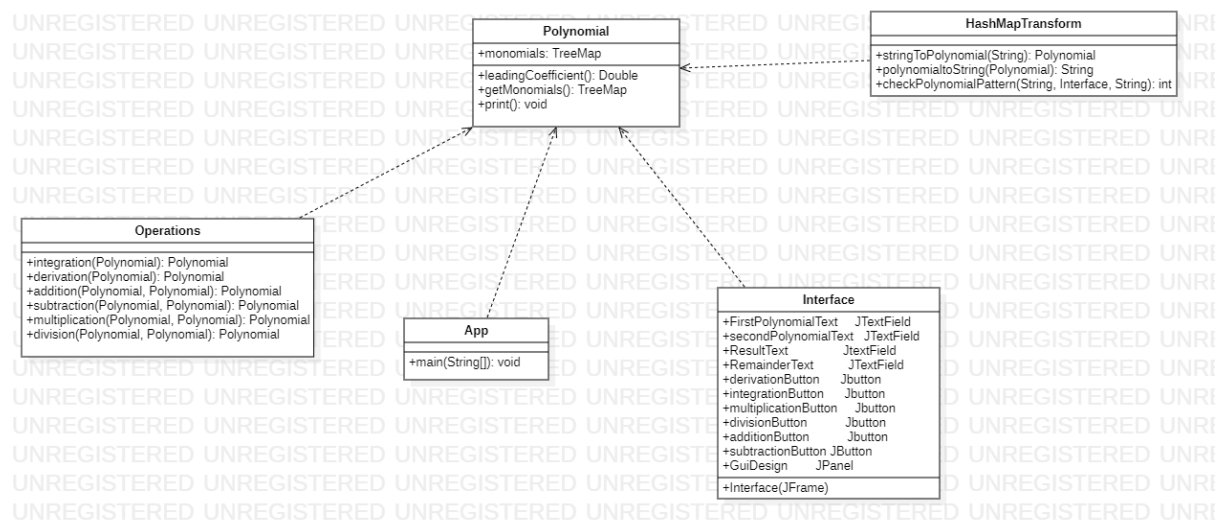 Polynomial
+monomials: TreeMap
+leadingCoefficient(): Double
+getMonomials(): TreeMap
+print(): void
HashMapTransform
+stringToPolynomial(String): Polynomial
+polynomialtoString(Polynomial): String
+checkPolynomialPattern(String, Interface, String): int
Operations
+integration(Polynomial): Polynomial
+derivation(Polynomial): Polynomial
+addition(Polynomial, Polynomial): Polynomial
+subtraction(Polynomial, Polynomial): Polynomial
+multiplication(Polynomial, Polynomial): Polynomial
+division(Polynomial, Polynomial): Polynomial
App
+main(String[]): void
Interface
+FirstPolynomialText JTextField
+secondPolynomialText JTextField
+ResultText JtextField
+RemainderText JTextField
+derivationButton Jbutton
+integrationButton Jbutton
+multiplicationButton Jbutton
+divisionButton Jbutton
+additionButton Jbutton
+subtractionButton JButton
+GuiDesign JPanel
+Interface(JFrame)
UNREGISTERED